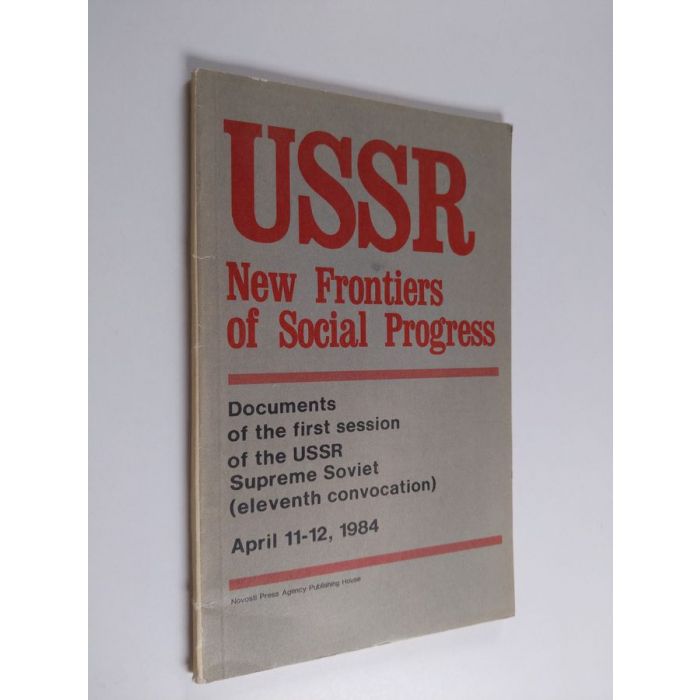 USSR
New Frontiers
of Social Progress
Documents
of the first session
of the USSR
Supreme Soviet
(eleventh convocation)
April 11-12, 1984
Novosti Press Agency Publishing House